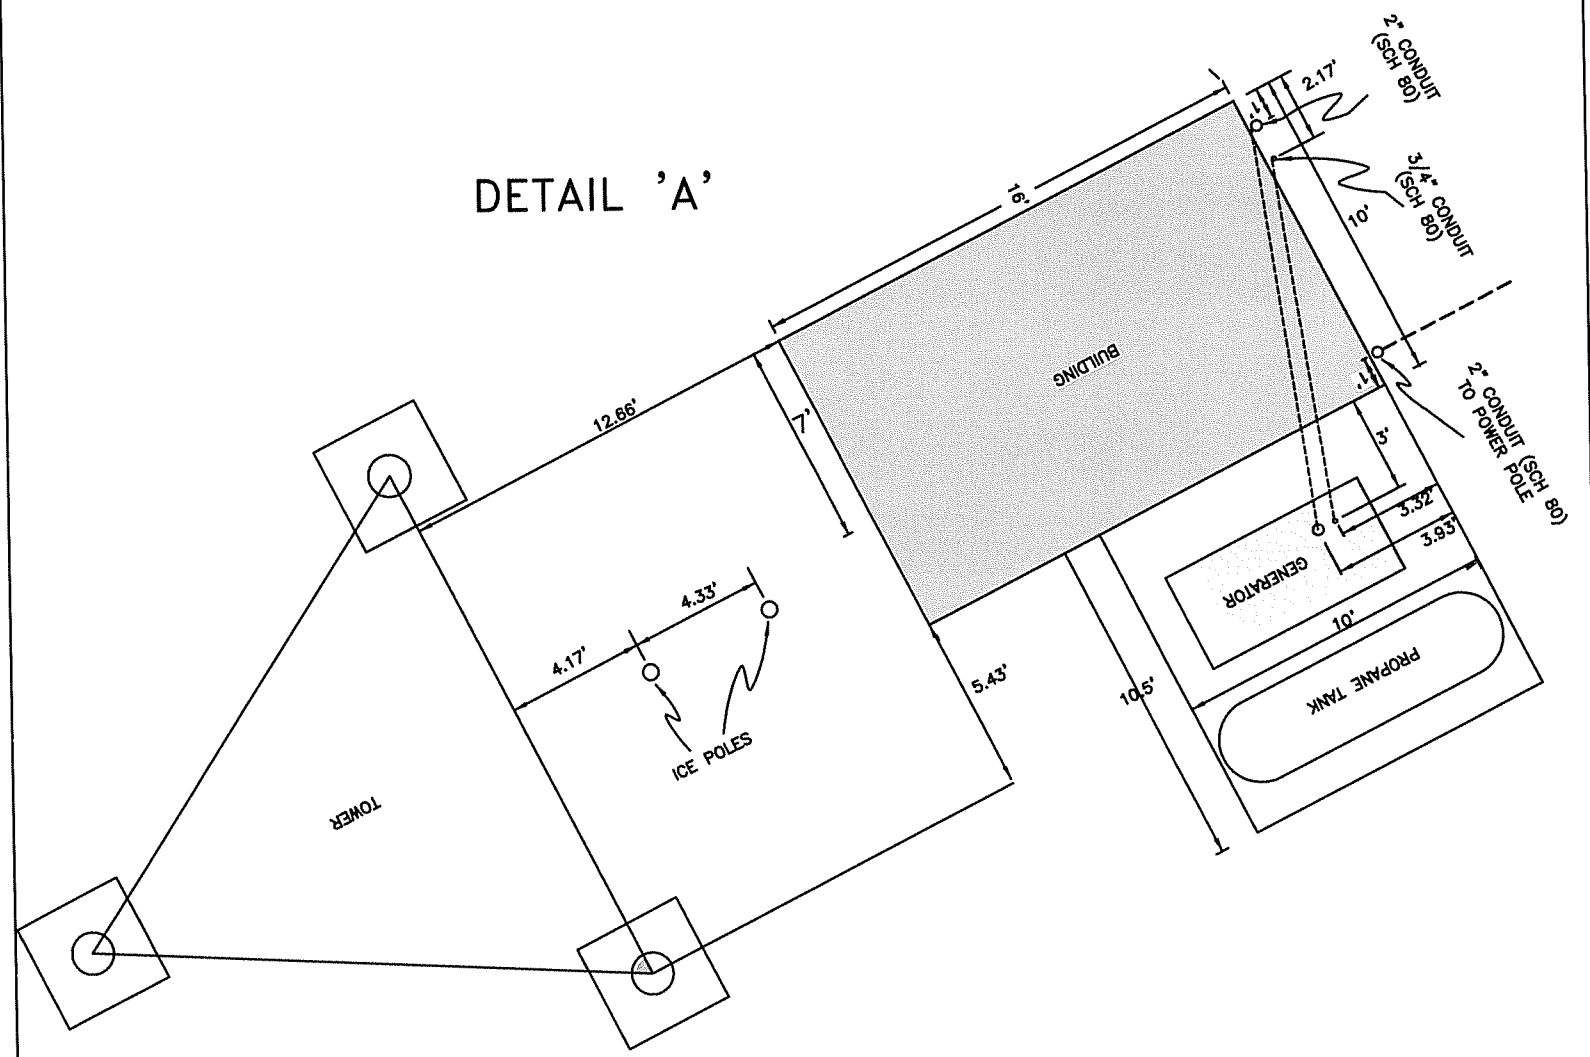 DETAIL 'A'
2" CONDUIT
(SCH 80)
2.17'
1'
3/4" CONDUIT
(SCH 80)
10'
16'
BUILDING
12.66'
7'
1'
2" CONDUIT (SCH 80)
TO POWER POLE
3'
3.32'
3.93'
GENERATOR
10'
PROPANE TANK
4.33'
4.17'
5.43'
10.5'
ICE POLES
TOWER